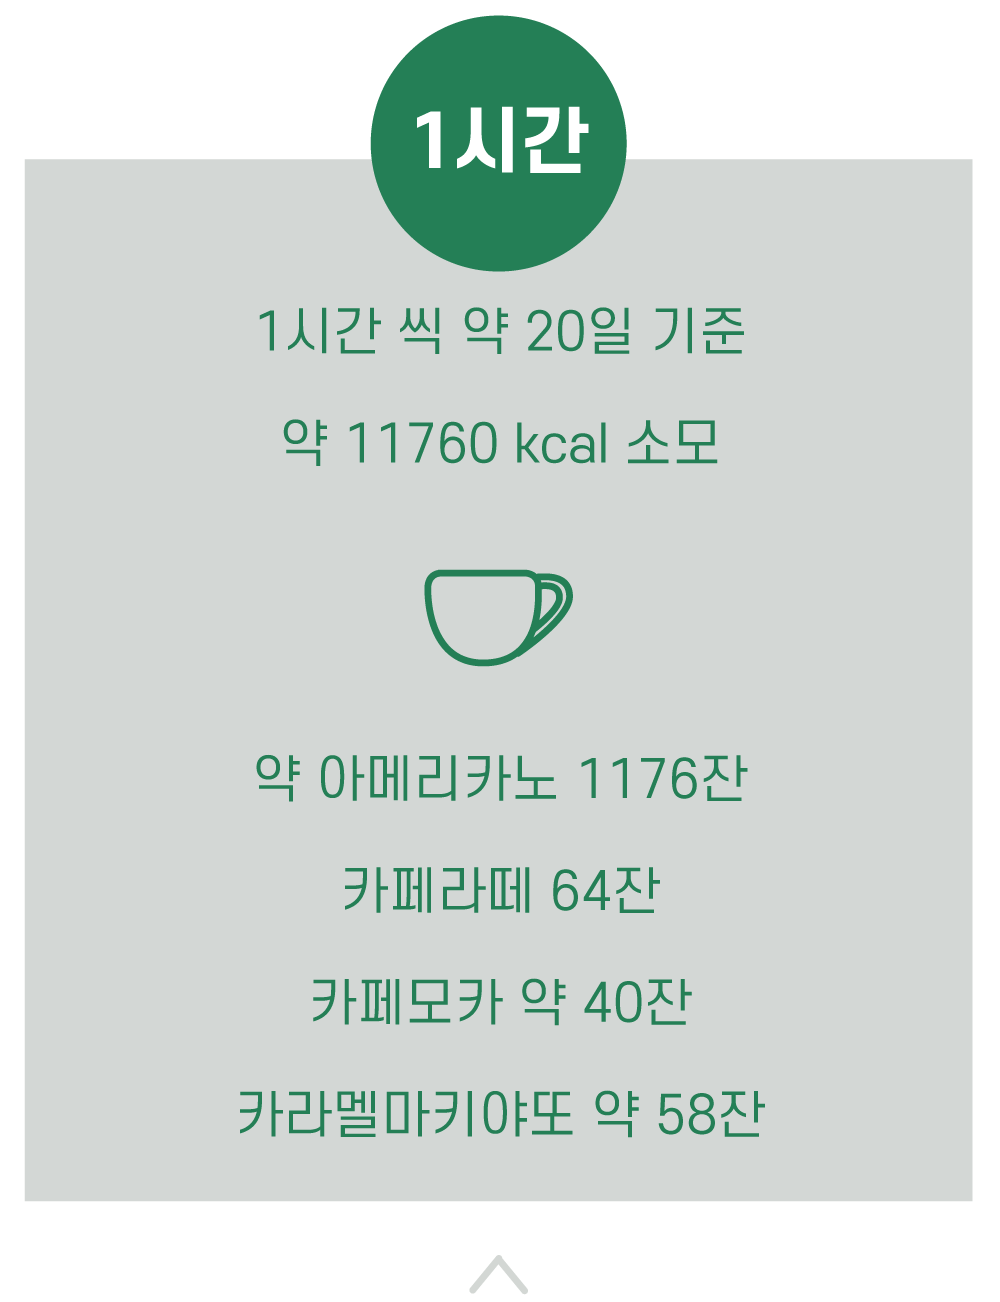 1시간
1시간 씩 약 20일 기준
약 11760 kcal 소모
약 아메리카노 1176잔
카페라떼 64잔
카페모카 약 40잔
카라멜마키야또 약 58잔